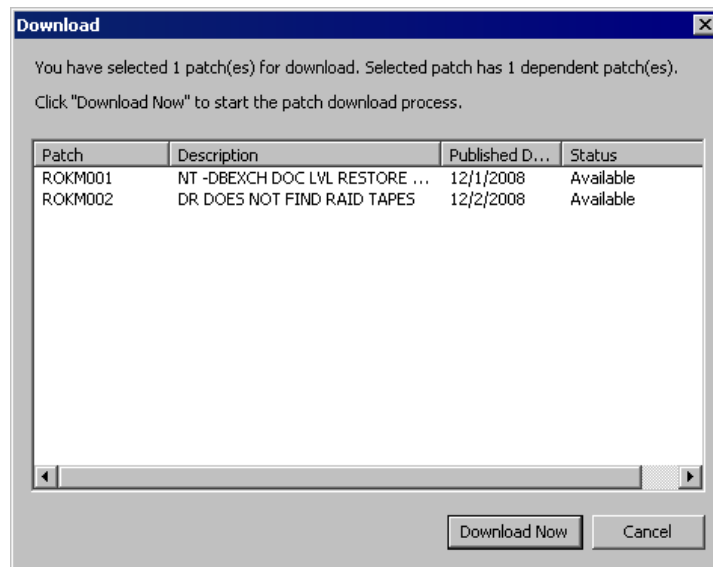 Download
You have selected 1 patch(es) for download. Selected patch has 1 dependent patch(es).
Click "Download Now" to start the patch download process.
Patch Description Published D... Status
ROKM001 NT -DBEXCH DOC LVL RESTORE ... 12/1/2008 Available
ROKM002 DR DOES NOT FIND RAID TAPES 12/2/2008 Available
Download Now Cancel